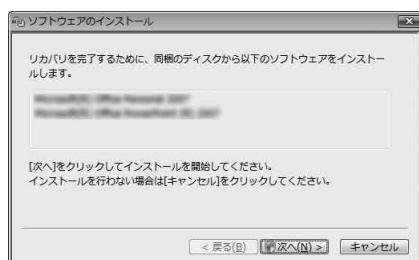 ソフトウェアのインストール
リカバリを完了するために、同梱のディスクから以下のソフトウェアをインストー
ルします。
[次へ]をクリックしてインストールを開始してください。
インストールを行わない場合は[キャンセル]をクリックしてください。
< 戻る(B) 次へ(N) > キャンセル